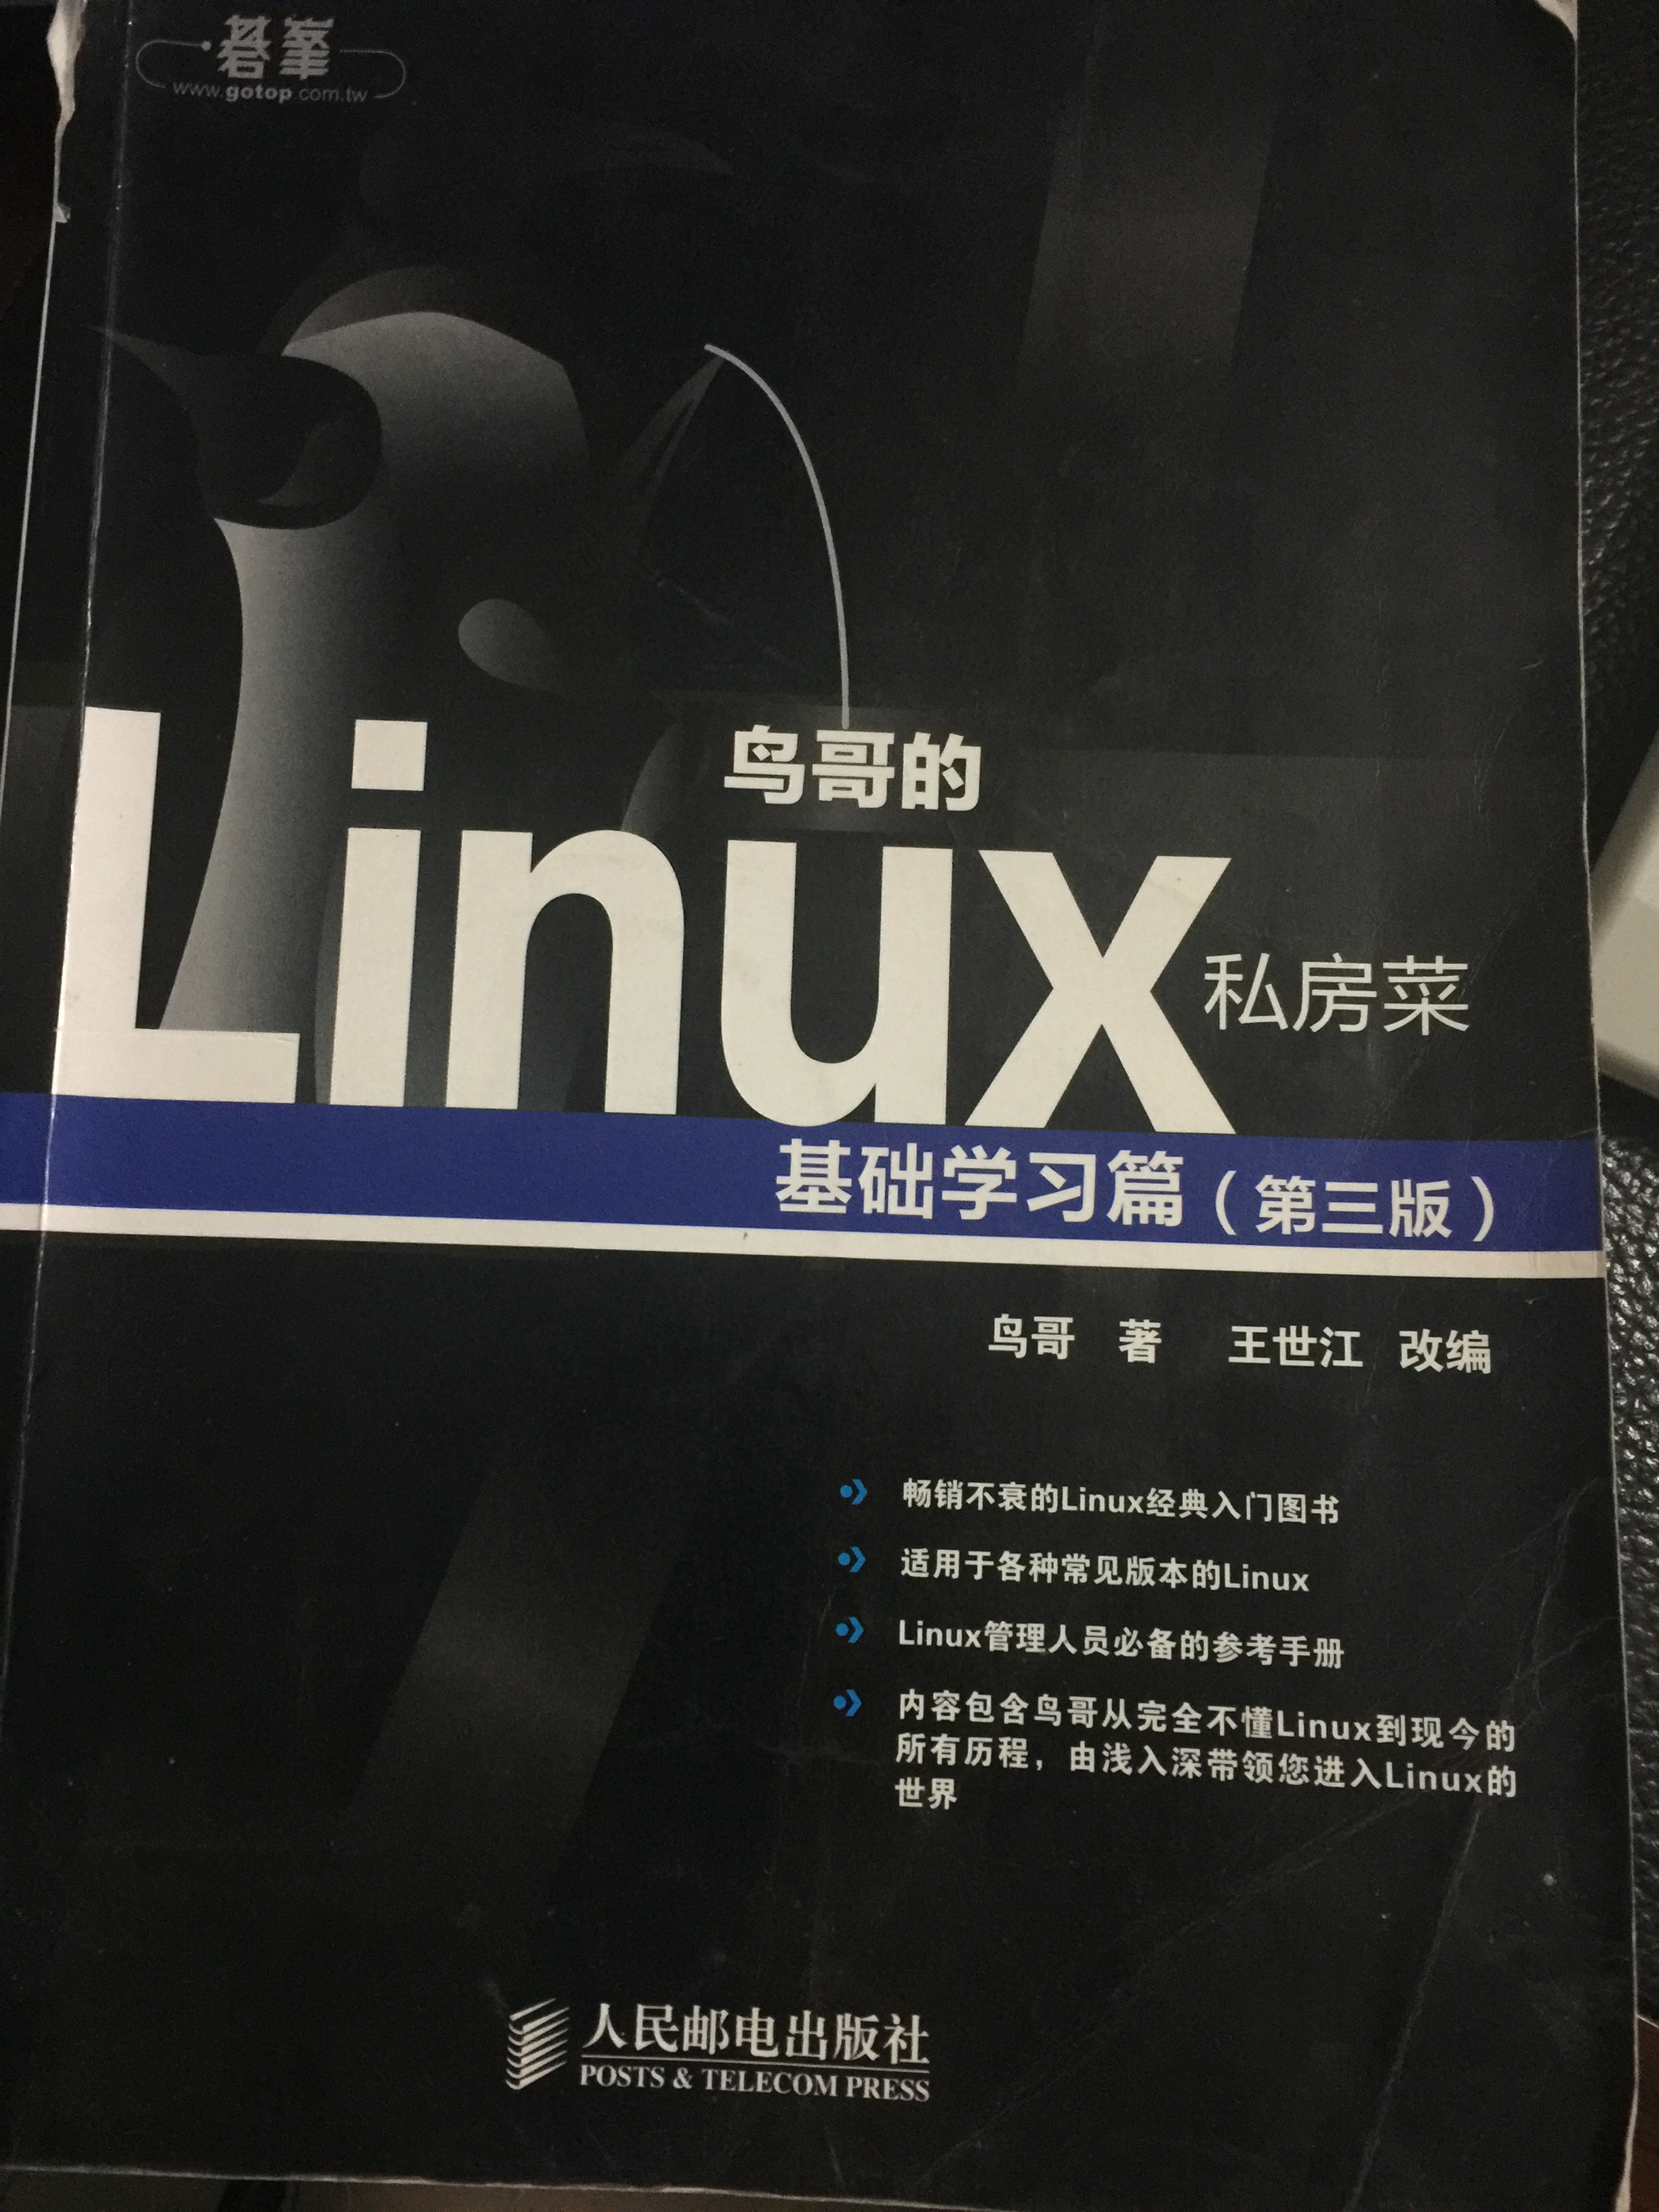 碁峯
www.gotop.com.tw
鸟哥的
Linux
私房菜
基础学习篇（第三版）
鸟哥 著 王世江 改编
畅销不衰的Linux经典入门图书
适用于各种常见版本的Linux
Linux管理人员必备的参考手册
内容包含鸟哥从完全不懂Linux到现今的
所有历程，由浅入深带领您进入Linux的
世界
人民邮电出版社
POSTS & TELECOM PRESS